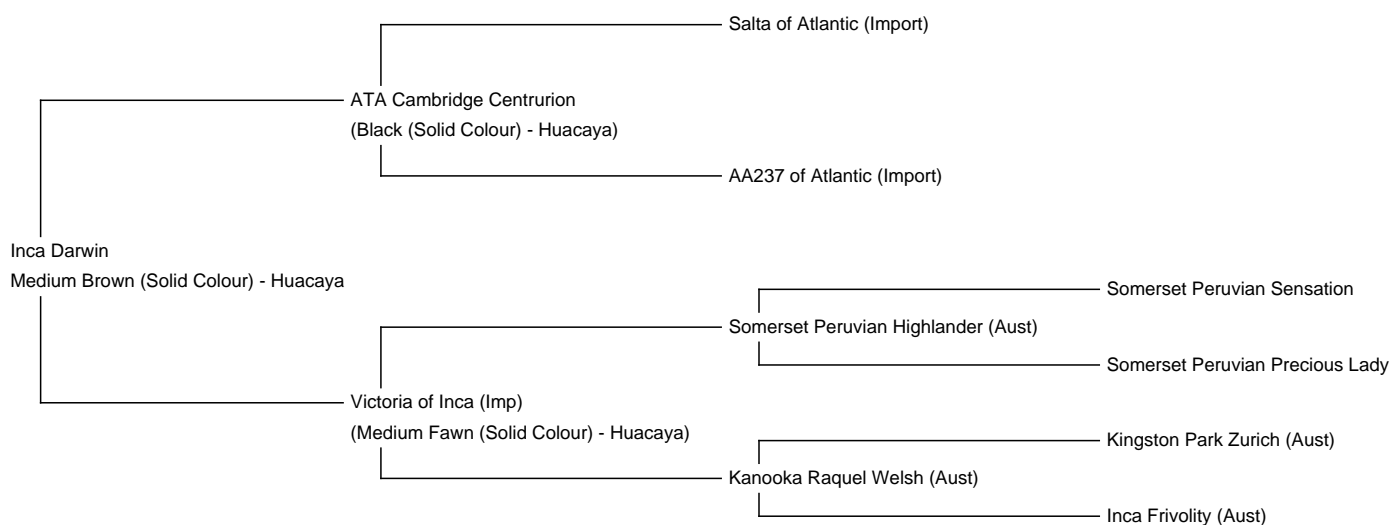 Salta of Atlantic (Import)
ATA Cambridge Centrurion
(Black (Solid Colour) - Huacaya)
AA237 of Atlantic (Import)
Inca Darwin
Medium Brown (Solid Colour) - Huacaya
Somerset Peruvian Sensation
Somerset Peruvian Highlander (Aust)
Somerset Peruvian Precious Lady
Victoria of Inca (Imp)
(Medium Fawn (Solid Colour) - Huacaya)
Kingston Park Zurich (Aust)
Kanooka Raquel Welsh (Aust)
Inca Frivolity (Aust)